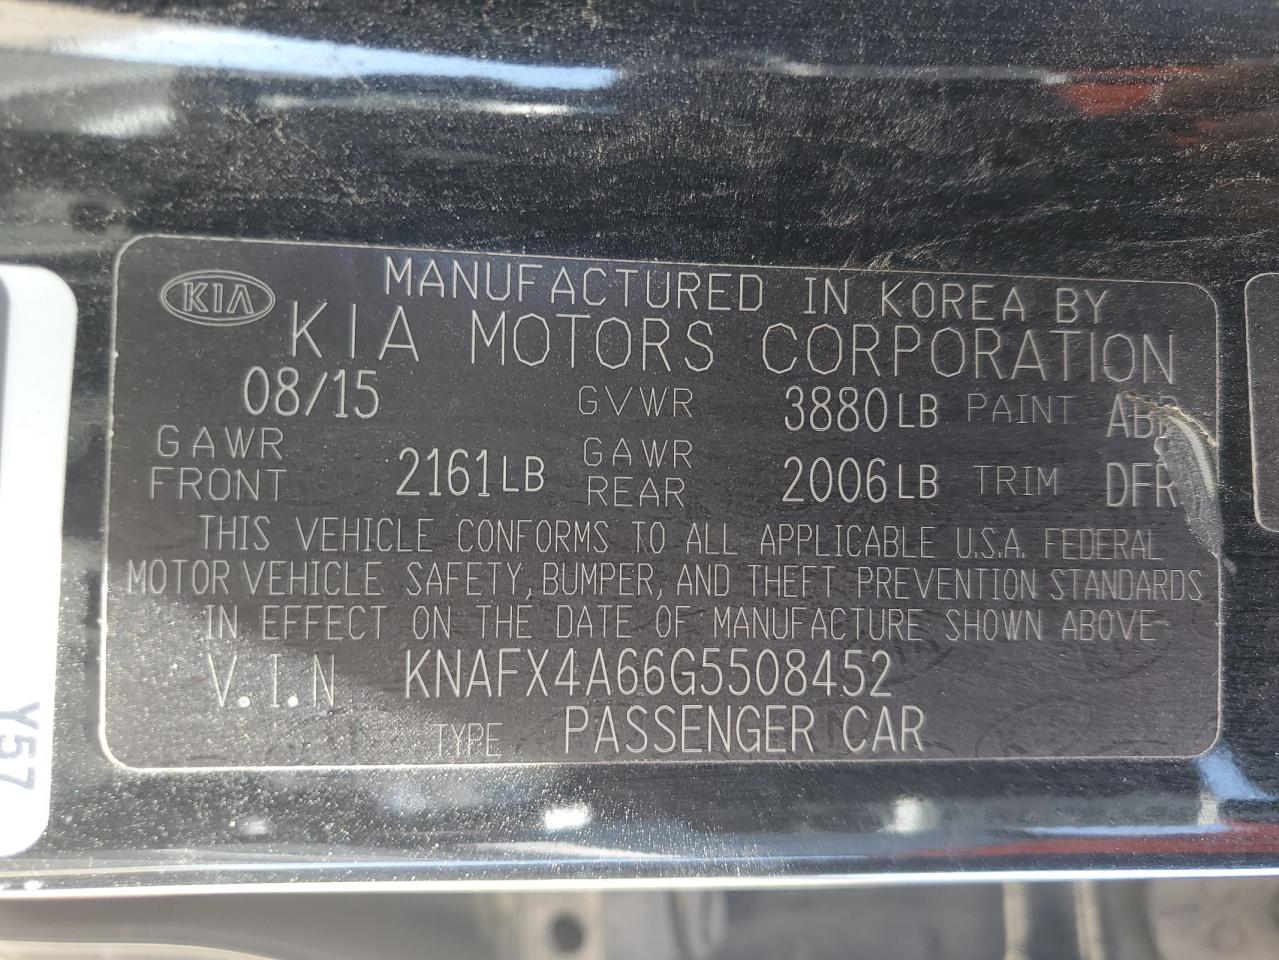 KIA
MANUFACTURED IN KOREA BY
KIA MOTORS CORPORATION
08/15 GVWR 3880LB PAINT
GAWR FRONT 2161LB GAWR REAR 2006LB TRIM DFR
THIS VEHICLE CONFORMS TO ALL APPLICABLE U.S.A. FEDERAL
MOTOR VEHICLE SAFETY, BUMPER, AND THEFT PREVENTION STANDARDS
IN EFFECT ON THE DATE OF MANUFACTURE SHOWN ABOVE
V.I.N KNAFX4A66G5508452
TYPE PASSENGER CAR
Y57